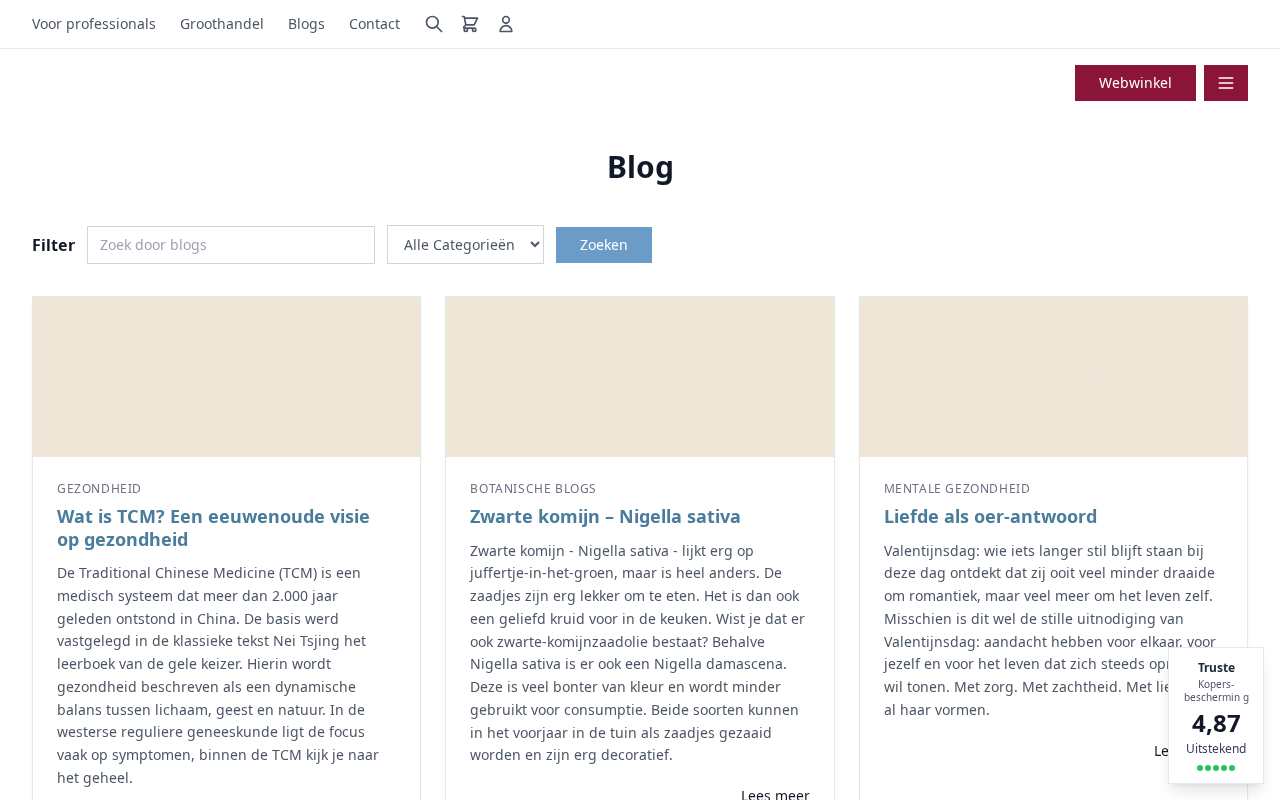 Voor professionals Groothandel Blogs Contact
Webwinkel
Blog
Filter Zoek door blogs Alle Categorieën Zoeken
GEZONDHEID
Wat is TCM? Een eeuwenoude visie
op gezondheid
De Traditional Chinese Medicine (TCM) is een
medisch systeem dat meer dan 2.000 jaar
geleden ontstond in China. De basis werd
vastgelegd in de klassieke tekst Nei Tsjing het
leerboek van de gele keizer. Hierin wordt
gezondheid beschreven als een dynamische
balans tussen lichaam, geest en natuur. In de
westerse reguliere geneeskunde ligt de focus
vaak op symptomen, binnen de TCM kijk je naar
het geheel.
BOTANISCHE BLOGS
Zwarte komijn – Nigella sativa
Zwarte komijn - Nigella sativa - lijkt erg op
juffertje-in-het-groen, maar is heel anders. De
zaadjes zijn erg lekker om te eten. Het is dan ook
een geliefd kruid voor in de keuken. Wist je dat er
ook zwarte-komijnzaadolie bestaat? Behalve
Nigella sativa is er ook een Nigella damascena.
Deze is veel bonter van kleur en wordt minder
gebruikt voor consumptie. Beide soorten kunnen
in het voorjaar in de tuin als zaadjes gezaaid
worden en zijn erg decoratief.
Lees meer
MENTALE GEZONDHEID
Liefde als oer-antwoord
Valentijnsdag: wie iets langer stil blijft staan bij
deze dag ontdekt dat zij ooit veel minder draaide
om romantiek, maar veel meer om het leven zelf.
Misschien is dit wel de stille uitnodiging van
Valentijnsdag: aandacht hebben voor elkaar, voor
jezelf en voor het leven dat zich steeds
wil tonen. Met zorg. Met zachtheid. Met
al haar vormen.
Truste
Kopers-
beschermin g
4,87
Uitstekend